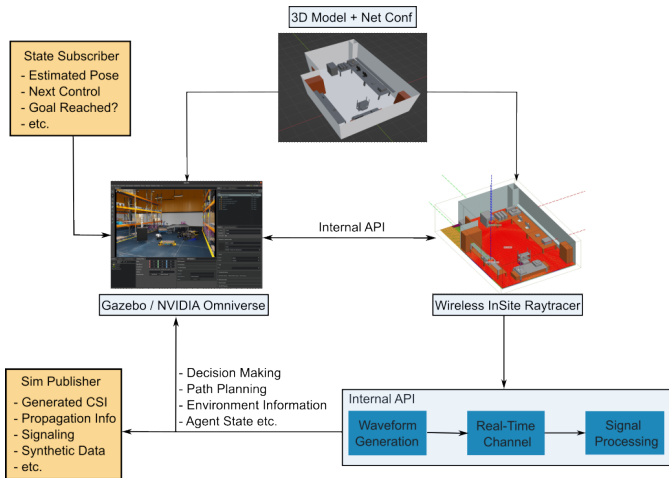 3D Model + Net Conf
State Subscriber
- Estimated Pose
- Next Control
- Goal Reached?
- etc.
Internal API
Gazebo / NVIDIA Omniverse
Wireless InSite Raytracer
- Decision Making
- Path Planning
- Environment Information
- Agent State etc.
Sim Publisher
- Generated CSI
- Propagation Info
- Signaling
- Synthetic Data
- etc.
Internal API
Waveform
Generation
Real-Time
Channel
Signal
Processing